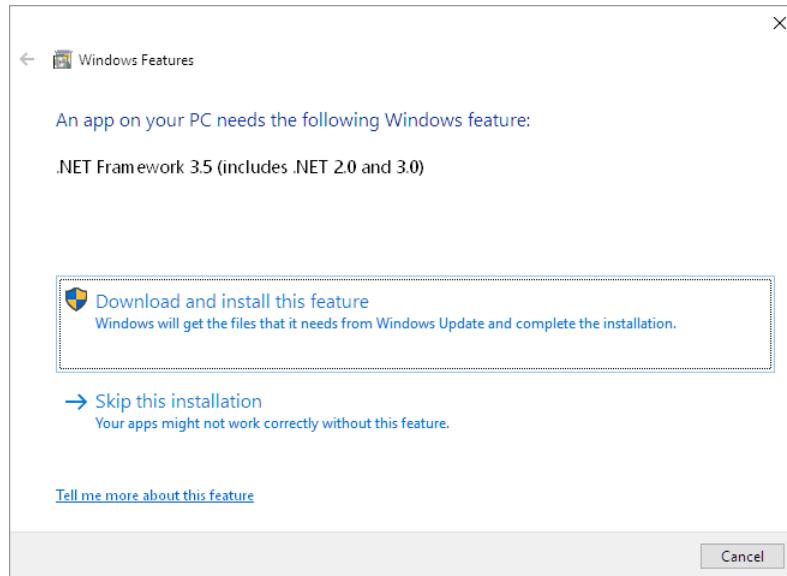 Windows Features
An app on your PC needs the following Windows feature:
.NET Framework 3.5 (includes .NET 2.0 and 3.0)
Download and install this feature
Windows will get the files that it needs from Windows Update and complete the installation.
Skip this installation
Your apps might not work correctly without this feature.
Tell me more about this feature
Cancel